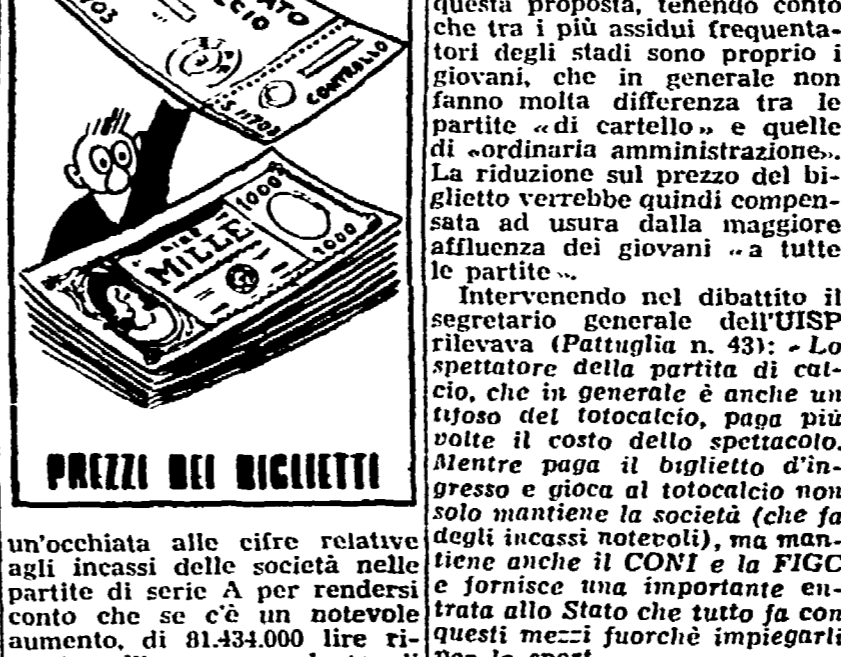 CONTROLLO
S 11703
DIRE
MILLE
1000
1000
PREZZI DEI BIGLIETTI
un'occhiata alle cifre relative
agli incassi delle società nelle
partite di serie A per rendersi
conto che se c'è un notevole
aumento, di 81.434.000 lire ri-
questa proposta, tenendo conto
che tra i più assidui frequenta-
tori degli stadi sono proprio i
giovani, che in generale non
fanno molta differenza tra le
partite «di cartello» e quelle
di «ordinaria amministrazione».
La riduzione sul prezzo del bi-
glietto verrebbe quindi compen-
sata ad usura dalla maggiore
affluenza dei giovani «a tutte
le partite».
Intervenendo nel dibattito il
segretario generale dell'UISP
rilevava (Pattuglia n. 43): « Lo
spettatore della partita di cal-
cio, che in generale è anche un
tifoso del totocalcio, paga più
volte il costo dello spettacolo.
Mentre paga il biglietto d'in-
gresso e gioca al totocalcio non
solo mantiene la società (che fa
degli incassi notevoli), ma man-
tiene anche il CONI e la FIGC
e fornisce una importante en-
trata allo Stato che tutto fa con
questi mezzi fuorchè impiegarli
per lo sport